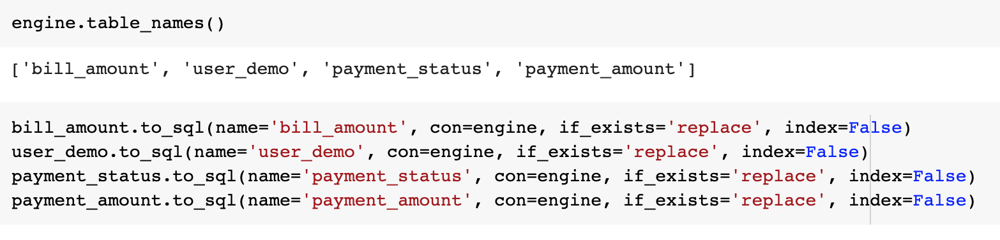 engine.table_names()
['bill_amount', 'user_demo', 'payment_status', 'payment_amount']
bill_amount.to_sql(name='bill_amount', con=engine, if_exists='replace', index=False)
user_demo.to_sql(name='user_demo', con=engine, if_exists='replace', index=False)
payment_status.to_sql(name='payment_status', con=engine, if_exists='replace', index=False)
payment_amount.to_sql(name='payment_amount', con=engine, if_exists='replace', index=False)